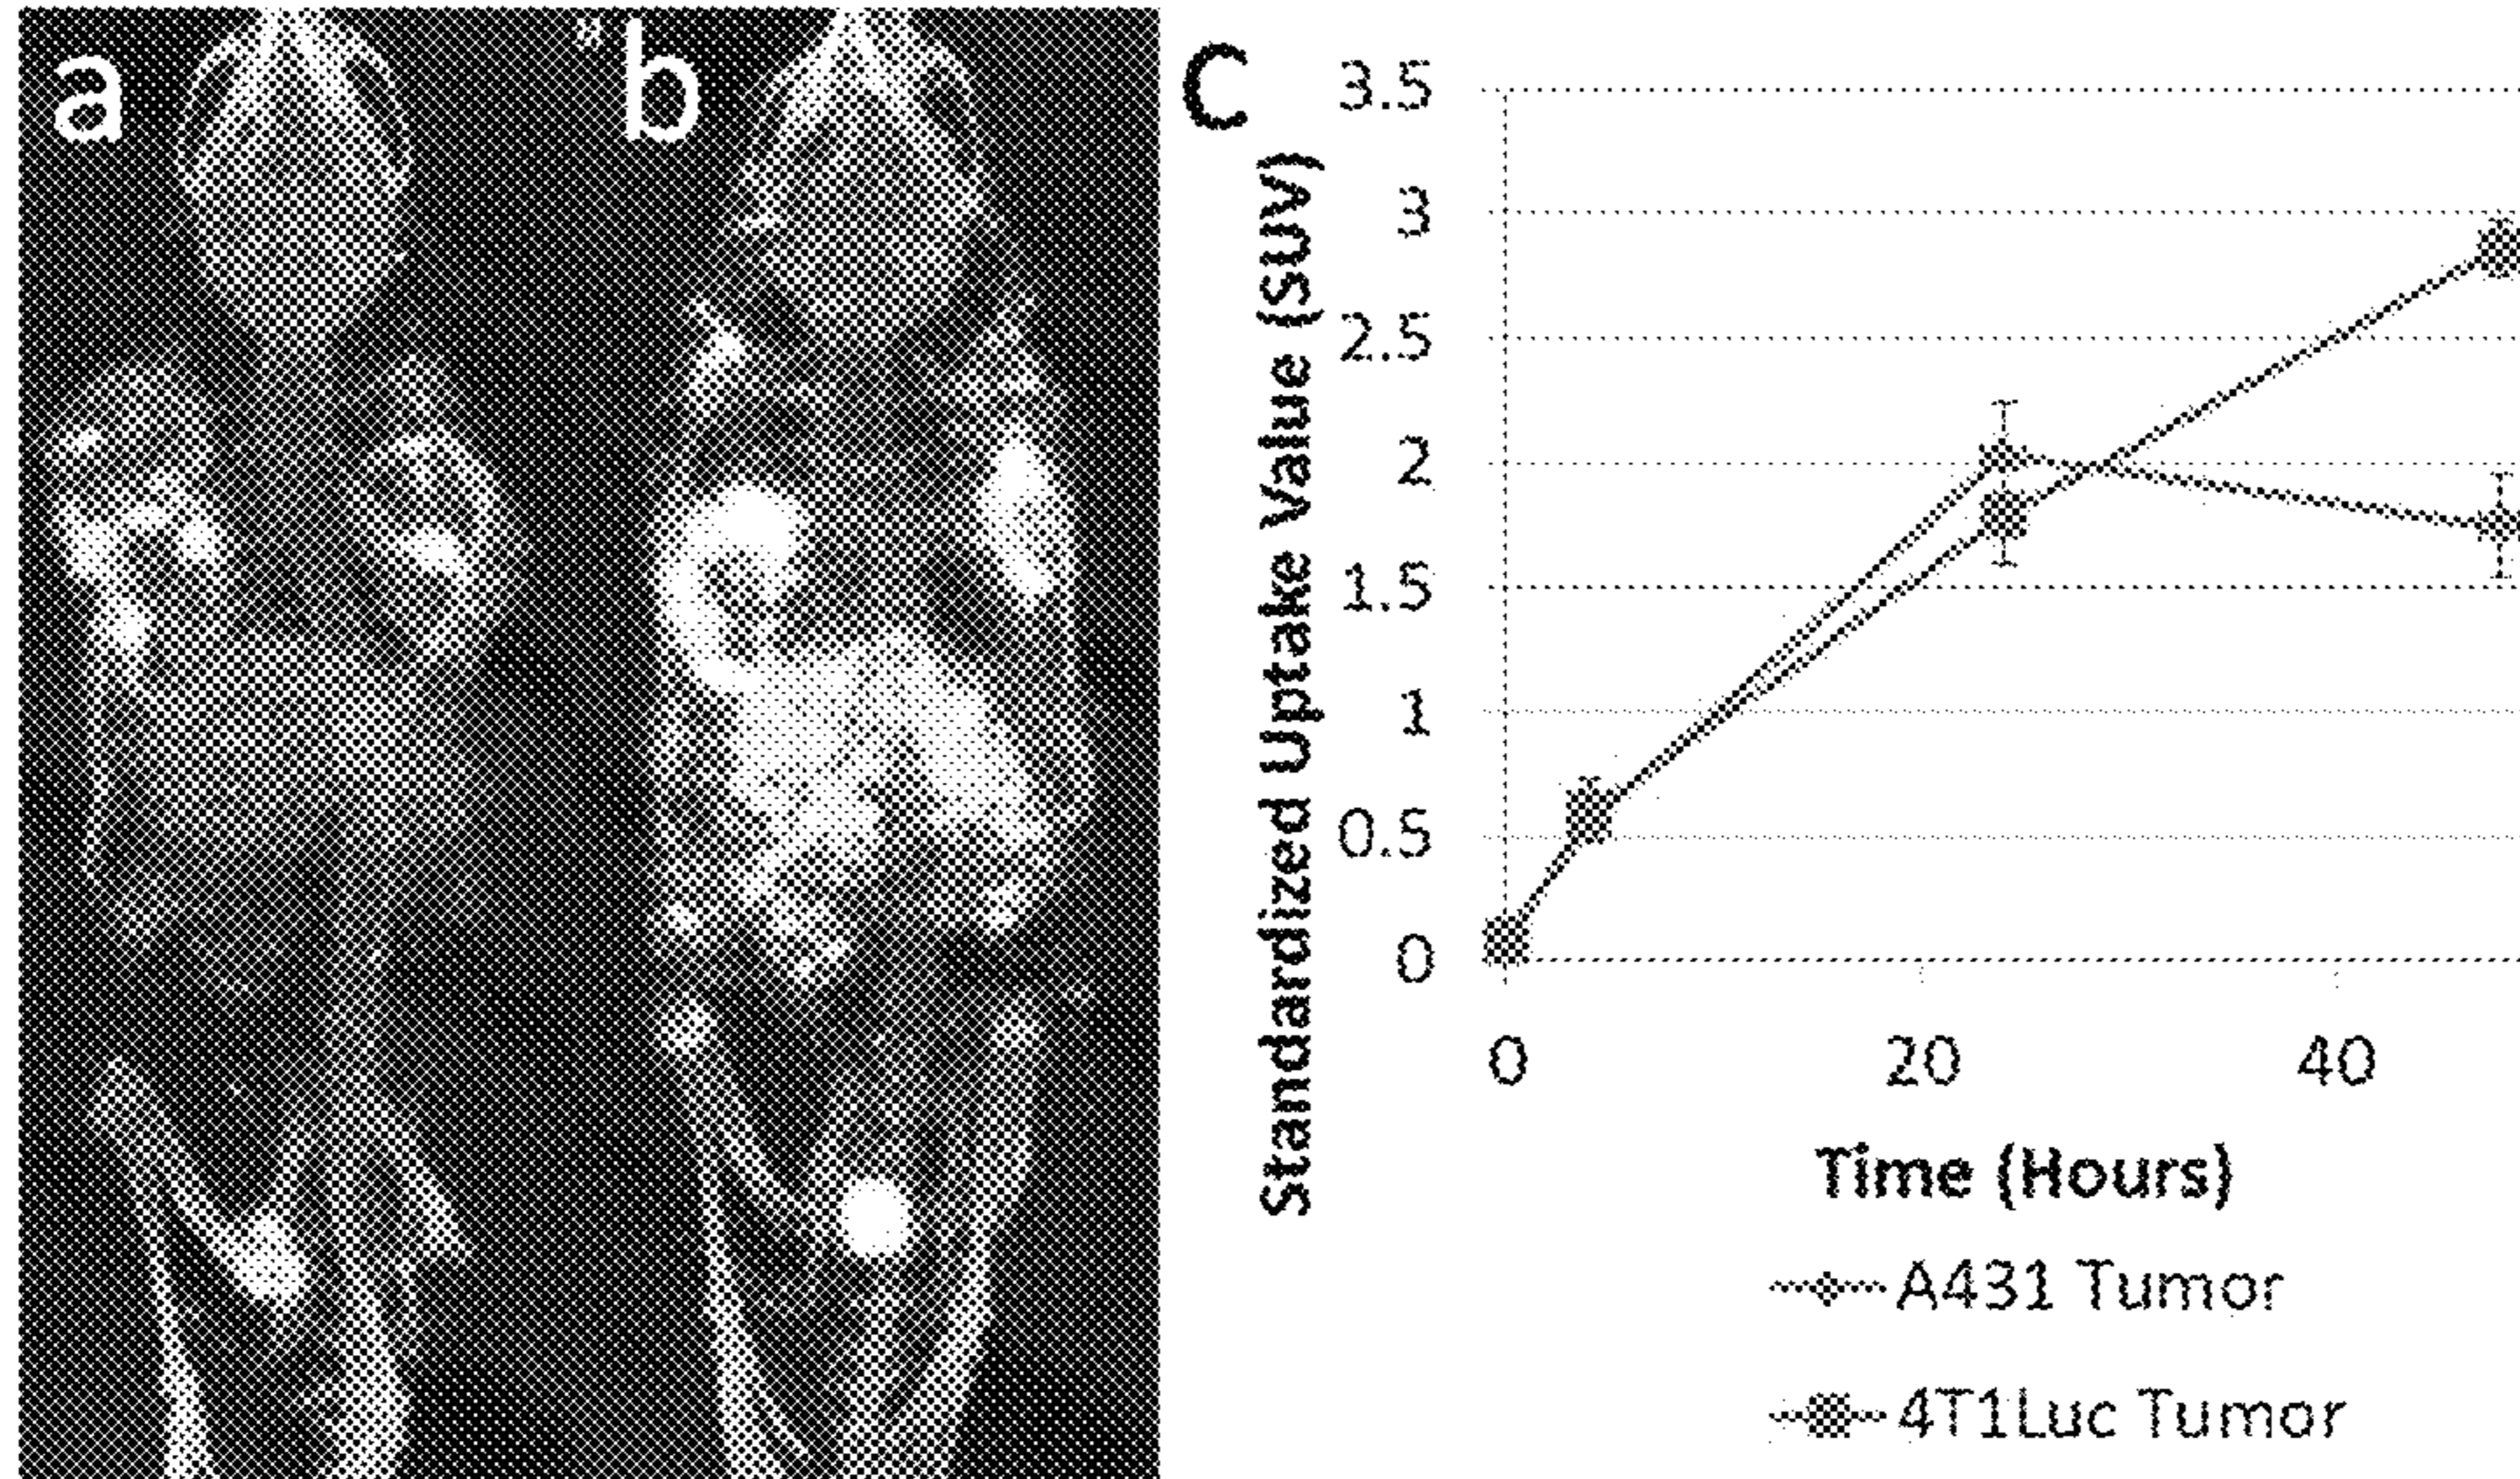 a
b
C
Standardized Uptake Value (SUV)
3.5
3
2.5
2
1.5
1
0.5
0
0 20 40
Time (Hours)
A431 Tumor
4T1Luc Tumor